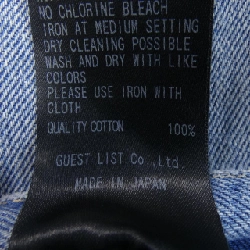 NO CHLORINE BLEACH
IRON AT MEDIUM SETTING
DRY CLEANING POSSIBLE
WASH AND DRY WITH LIKE
COLORS
PLEASE USE IRON WITH
CLOTH
QUALITY COTTON 100%
GUEST LIST Co.,Ltd.
MADE IN JAPAN